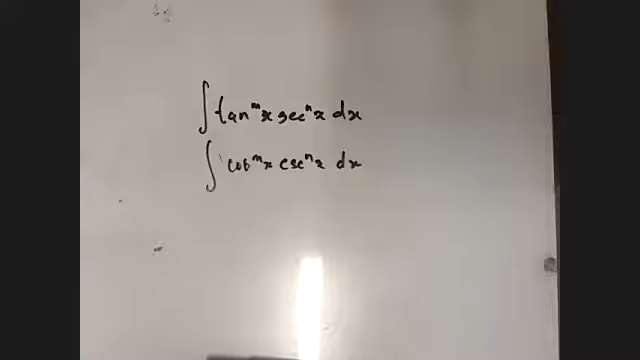 ∫ tanᵐx secⁿx dx
∫ cotᵐx cscⁿx dx